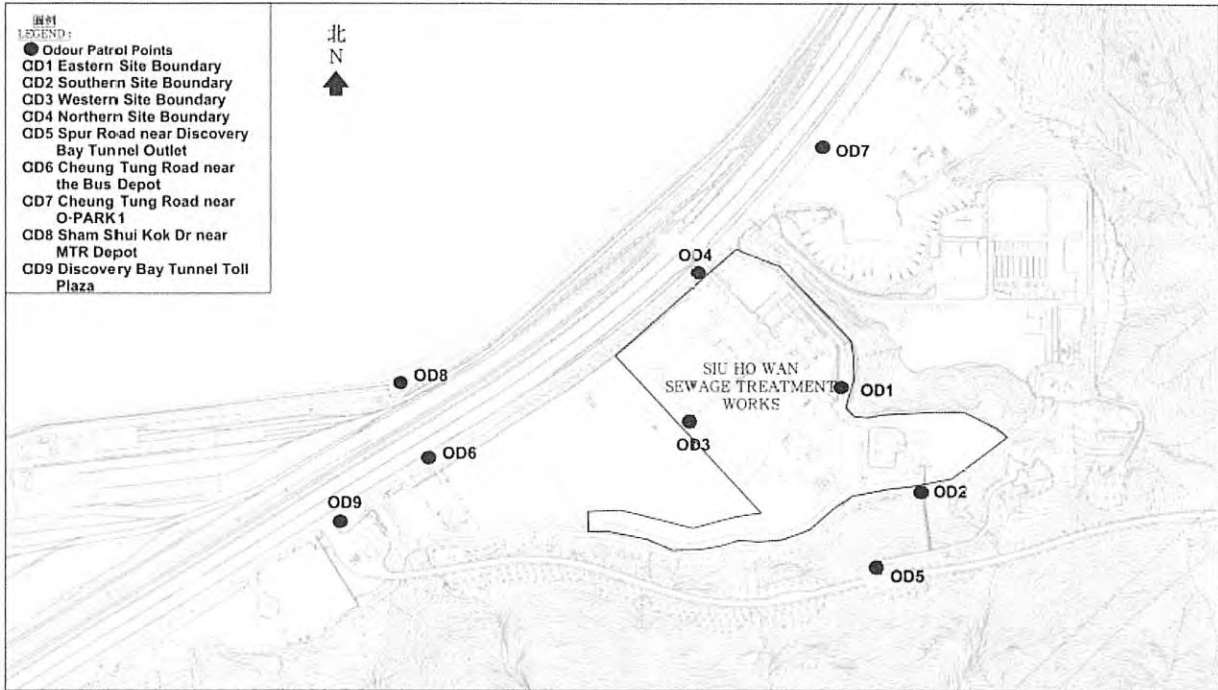 圖例
LEGEND:
Odour Patrol Points
OD1 Eastern Site Boundary
OD2 Southern Site Boundary
OD3 Western Site Boundary
OD4 Northern Site Boundary
OD5 Spur Road near Discovery
Bay Tunnel Outlet
OD6 Cheung Tung Road near
the Bus Depot
OD7 Cheung Tung Road near
O-PARK1
OD8 Sham Shui Kok Dr near
MTR Depot
OD9 Discovery Bay Tunnel Toll
Plaza
北
N
OD7
OD4
OD8
SIU HO WAN
SEWAGE TREATMENT
WORKS
OD1
OD3
OD6
OD2
OD9
OD5